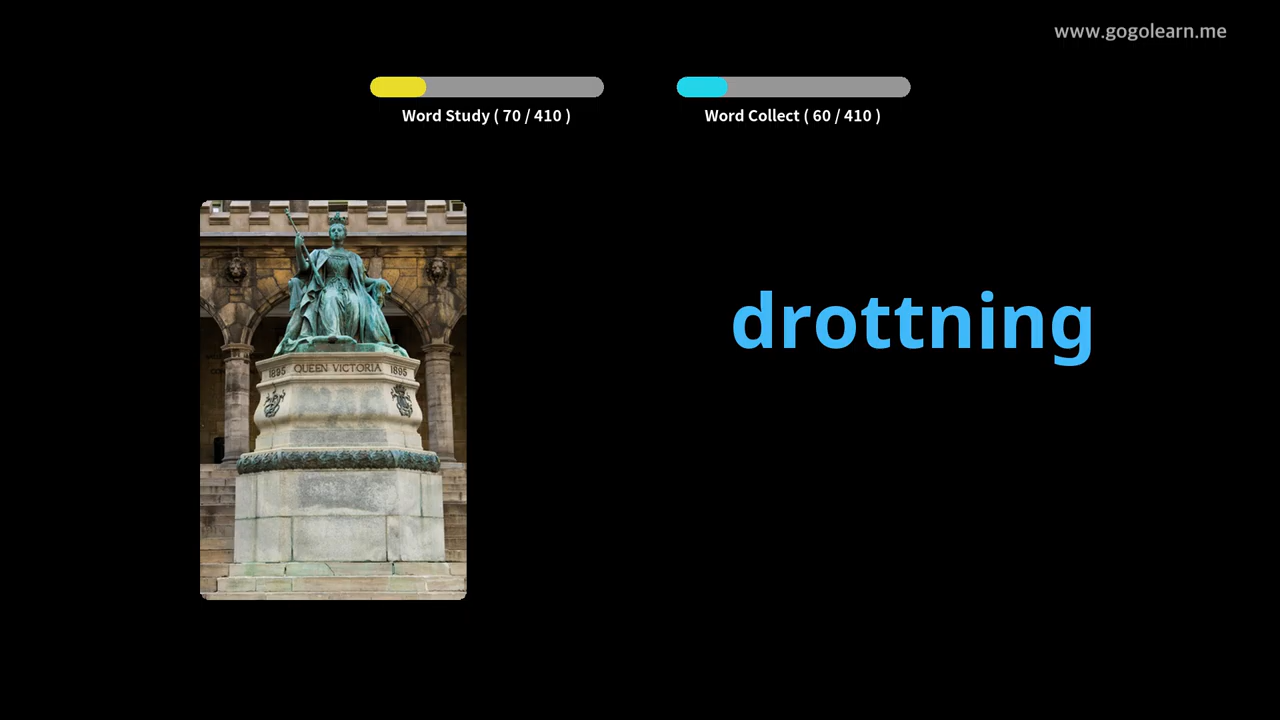 www.gogolearn.me
Word Study ( 70 / 410 )
Word Collect ( 60 / 410 )
drottning
1895 QUEEN VICTORIA 1895